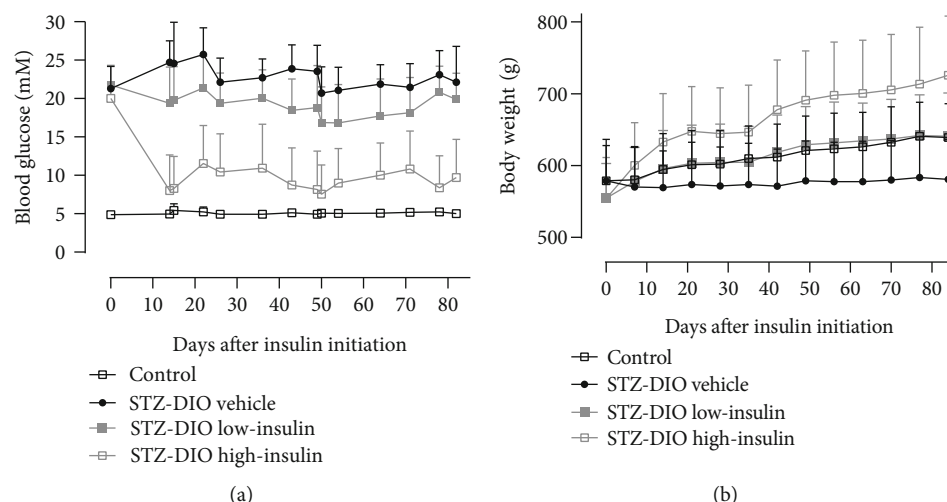 30
25
20
15
10
5
0
Blood glucose (mM)
0 10 20 30 40 50 60 70 80
Days after insulin initiation
Control
STZ-DIO vehicle
STZ-DIO low-insulin
STZ-DIO high-insulin
(a)
800
700
600
500
Body weight (g)
0 10 20 30 40 50 60 70 80
Days after insulin initiation
Control
STZ-DIO vehicle
STZ-DIO low-insulin
STZ-DIO high-insulin
(b)